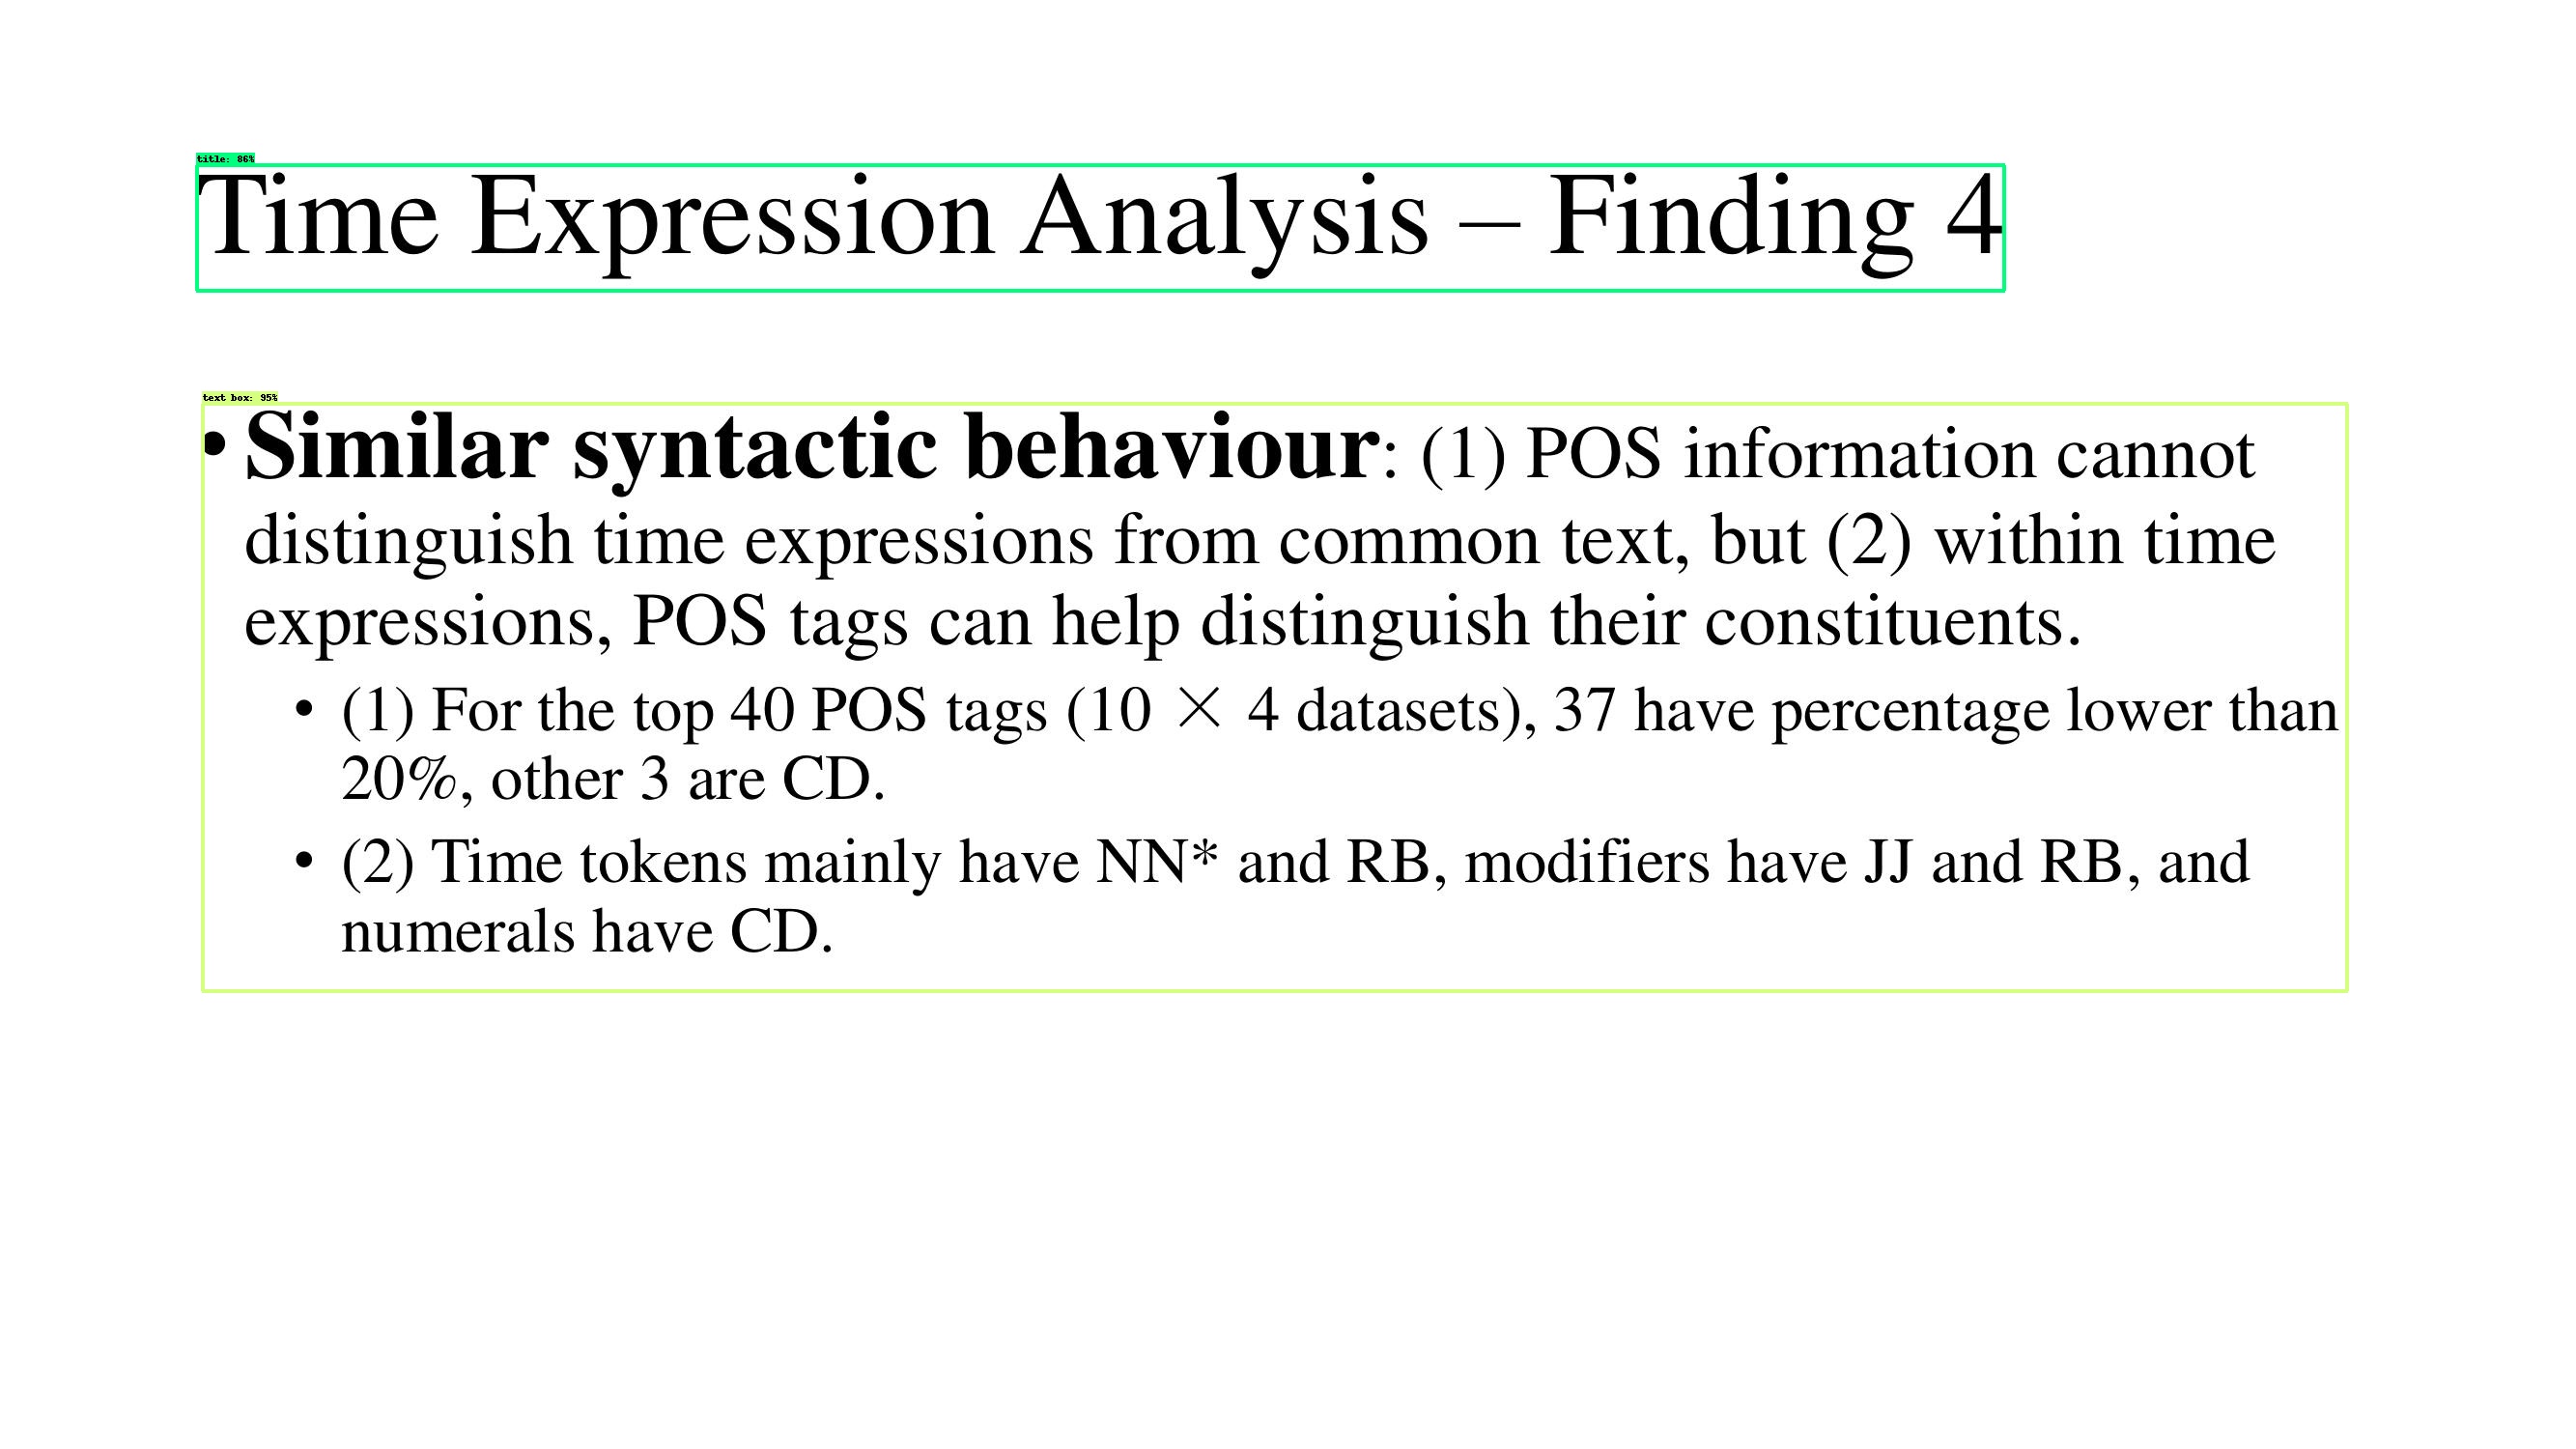 title: 86%
Time Expression Analysis – Finding 4
text box: 95%
• Similar syntactic behaviour: (1) POS information cannot
distinguish time expressions from common text, but (2) within time
expressions, POS tags can help distinguish their constituents.
• (1) For the top 40 POS tags (10 × 4 datasets), 37 have percentage lower than
20%, other 3 are CD.
• (2) Time tokens mainly have NN* and RB, modifiers have JJ and RB, and
numerals have CD.